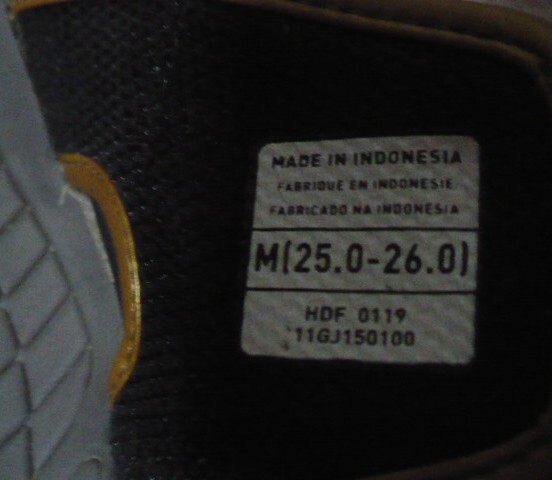 MADE IN INDONESIA
FABRIQUE EN INDONESIE
FABRICADO NA INDONESIA
M(25.0-26.0)
HDF 0119
11GJ150100